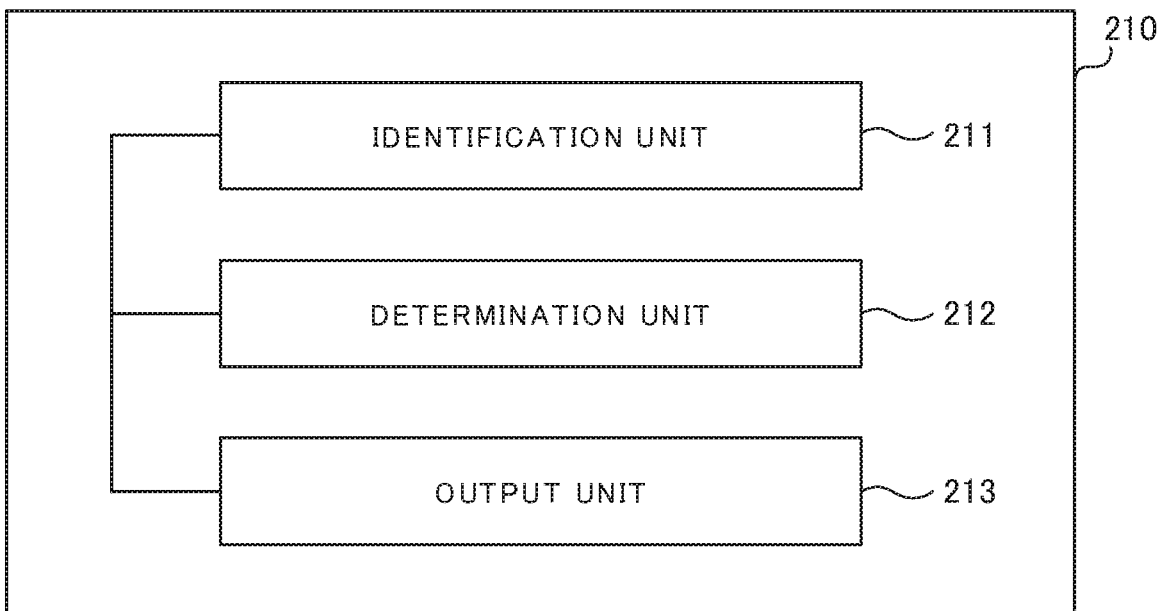 210
IDENTIFICATION UNIT 211
DETERMINATION UNIT 212
OUTPUT UNIT 213